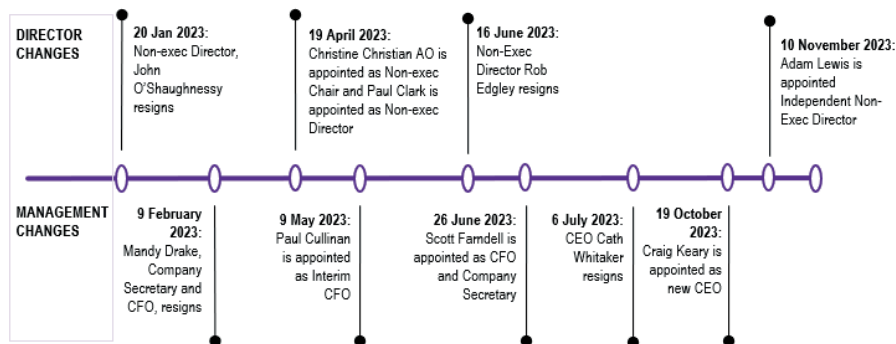 DIRECTOR
CHANGES
20 Jan 2023:
Non-exec Director,
John
O'Shaughnessy
resigns
19 April 2023:
Christine Christian AO is
appointed as Non-exec
Chair and Paul Clark is
appointed as Non-exec
Director
16 June 2023:
Non-Exec
Director Rob
Edgley resigns
10 November 2023:
Adam Lewis is
appointed
Independent Non-
Exec Director
MANAGEMENT
CHANGES
9 February
2023:
Mandy Drake,
Company
Secretary and
CFO, resigns
9 May 2023:
Paul Cullinan
is appointed
as Interim
CFO
26 June 2023:
Scott Farndell is
appointed as CFO
and Company
Secretary
6 July 2023:
CEO Cath
Whitaker
resigns
19 October
2023:
Craig Keary is
appointed as
new CEO